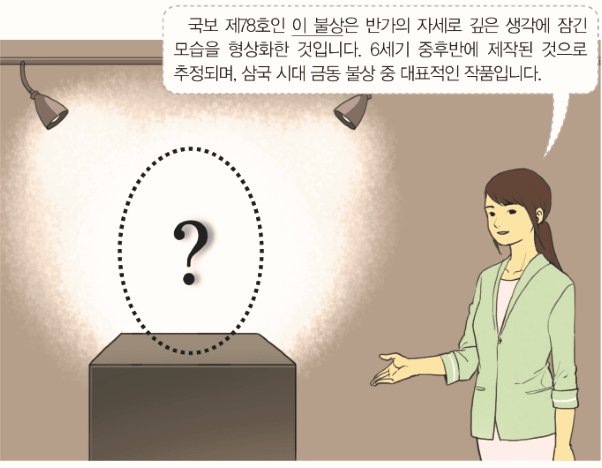 국보 제78호인 이 불상은 반가의 자세로 깊은 생각에 잠긴
모습을 형상화한 것입니다. 6세기 중후반에 제작된 것으로
추정되며, 삼국 시대 금동 불상 중 대표적인 작품입니다.
?